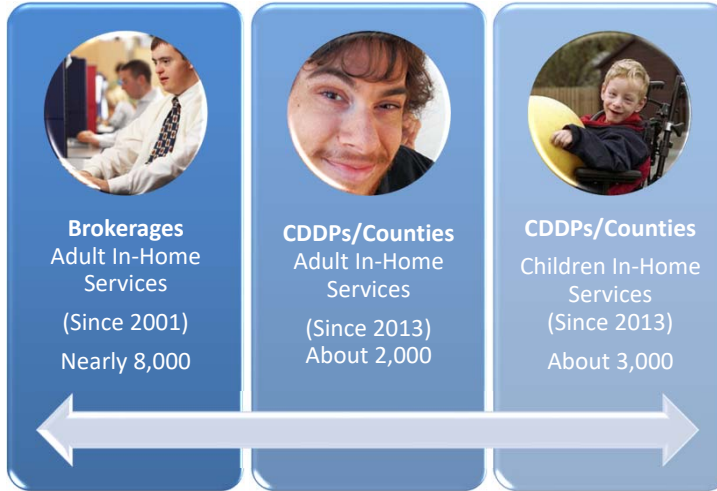 Brokerages
Adult In-Home
Services
(Since 2001)
Nearly 8,000
CDDPs/Counties
Adult In-Home
Services
(Since 2013)
About 2,000
CDDPs/Counties
Children In-Home
Services
(Since 2013)
About 3,000